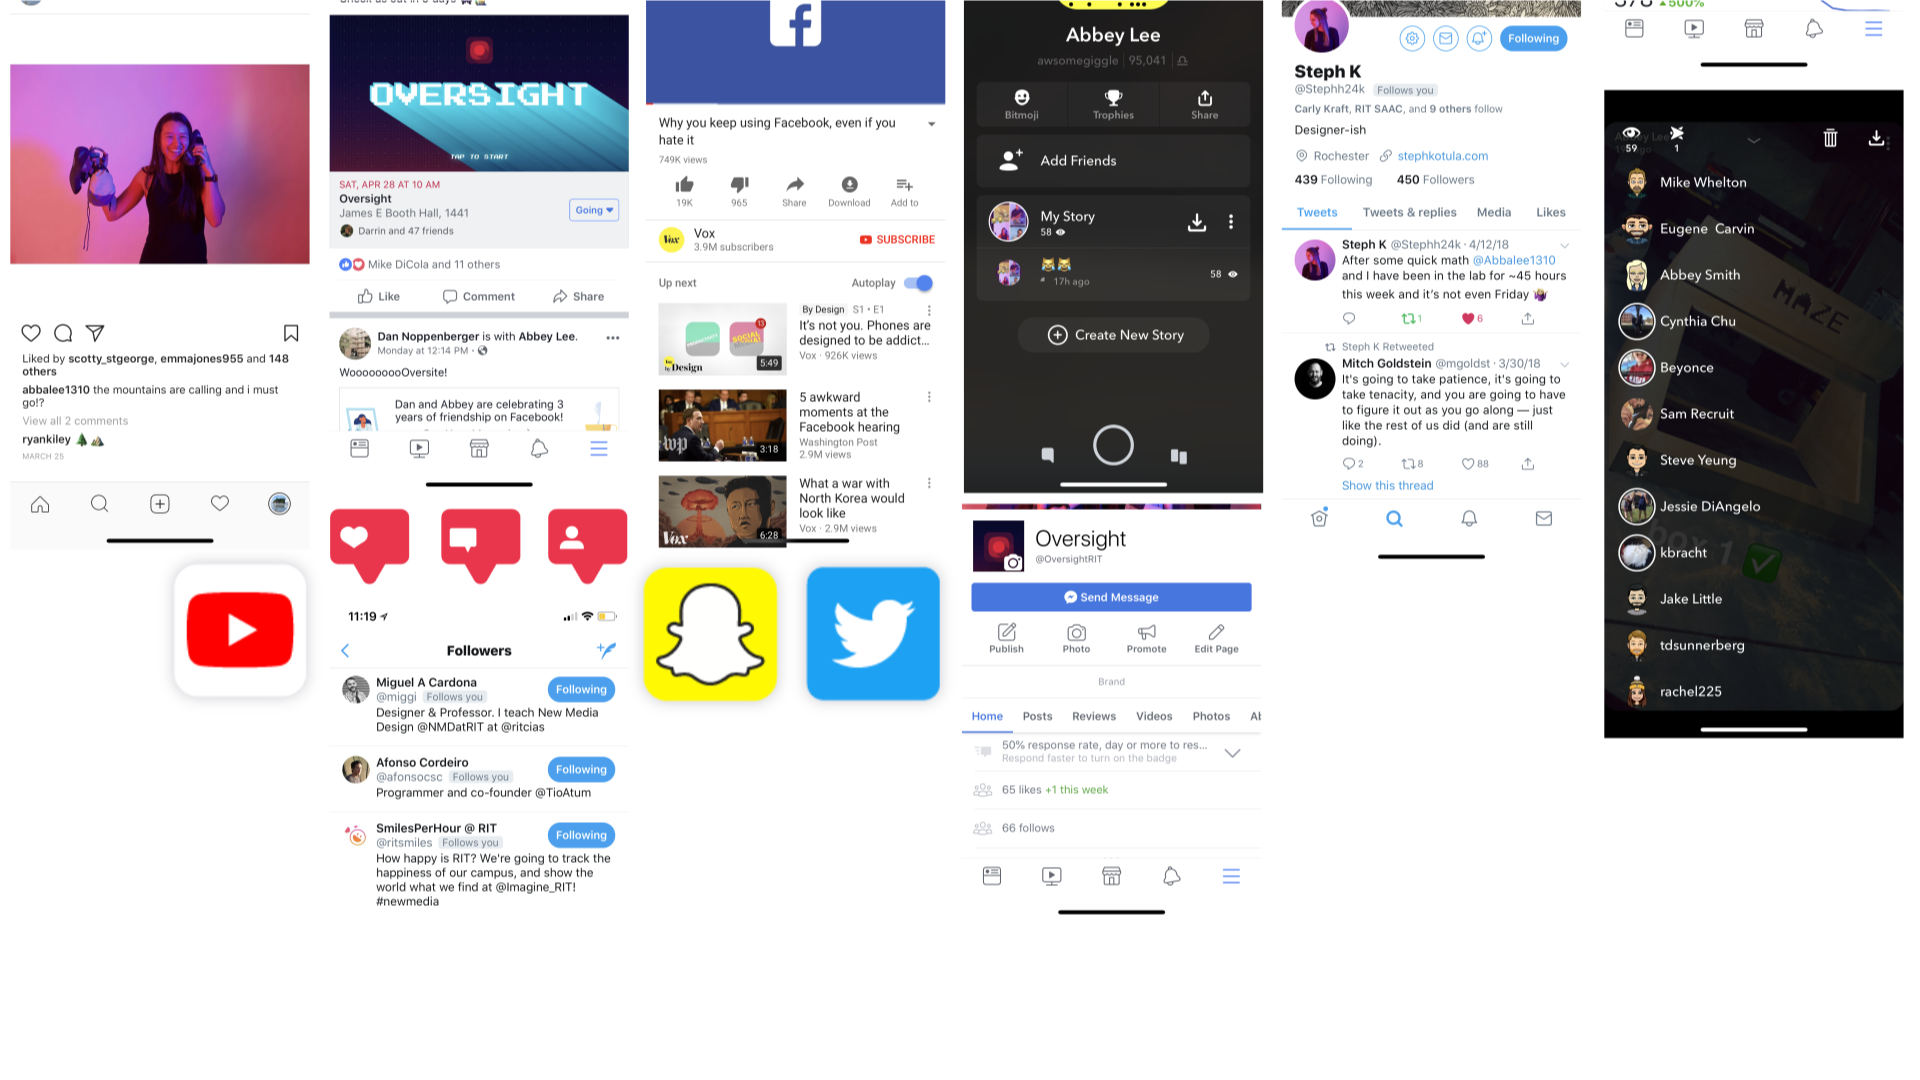 Liked by scotty_stgeorge, emmajones955 and 148
others
abbalee1310 the mountains are calling and i must
go!?
View all 2 comments
ryankiley
MARCH 25
OVERSIGHT
TAP TO START
SAT, APR 28 AT 10 AM
Oversight
James E Booth Hall, 1441
Going
Darrin and 47 friends
Mike DiCola and 11 others
Like
Comment
Share
Dan Noppenberger is with Abbey Lee.
Monday at 12:14 PM
WooooooooOversite!
Dan and Abbey are celebrating 3
years of friendship on Facebook!
11:19
Followers
Miguel A Cardona
@miggi Follows you
Following
Designer & Professor. I teach New Media
Design @NMDatRIT at @ritcias
Afonso Cordeiro
@afonsocsc Follows you
Following
Programmer and co-founder @TioAtum
SmilesPerHour @ RIT
@ritsmiles Follows you
Following
How happy is RIT? We're going to track the
happiness of our campus, and show the
world what we find at @Imagine_RIT!
#newmedia
Why you keep using Facebook, even if you
hate it
749K views
19K
965
Share
Download
Add to
Vox
Vox
3.9M subscribers
SUBSCRIBE
Up next
Autoplay
By Design S1 • E1
It's not you. Phones are
designed to be addict...
Vox · 926K views
13
by Design
5:49
5 awkward
moments at the
Facebook hearing
Washington Post
2.9M views
wp
3:18
What a war with
North Korea would
look like
Vox · 2.9M views
Vox
6:28
Abbey Lee
awsomegiggle 95,041
Bitmoji
Trophies
Share
Add Friends
My Story
58
17h ago
58
Create New Story
Oversight
@OversightRIT
Send Message
Publish
Photo
Promote
Edit Page
Brand
Home
Posts
Reviews
Videos
Photos
Al
50% response rate, day or more to res...
Respond faster to turn on the badge
65 likes +1 this week
66 follows
Following
Steph K
@Stephh24k Follows you
Carly Kraft, RIT SAAC, and 9 others follow
Designer-ish
Rochester stephkotula.com
439 Following 450 Followers
Tweets
Tweets & replies
Media
Likes
Steph K @Stephh24k · 4/12/18
After some quick math @Abbalee1310
and I have been in the lab for ~45 hours
this week and it's not even Friday
1
6
Steph K Retweeted
Mitch Goldstein @mgoldst · 3/30/18
It's going to take patience, it's going to
take tenacity, and you are going to have
to figure it out as you go along — just
like the rest of us did (and are still
doing).
2
8
88
Show this thread
500%
59
1
Mike Whelton
Eugene Carvin
Abbey Smith
Cynthia Chu
Beyonce
Sam Recruit
Steve Yeung
Jessie DiAngelo
kbracht
Jake Little
tdsunnerberg
rachel225
MAZE